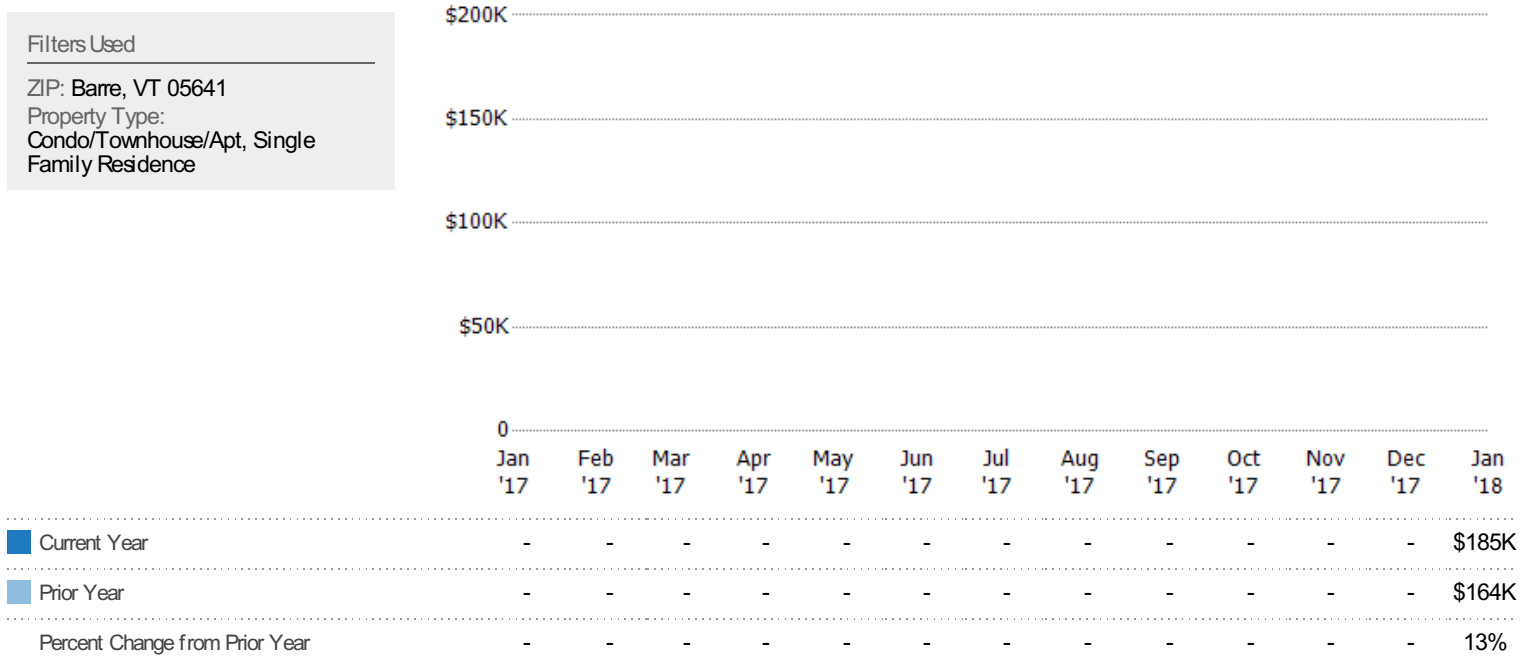 Filters Used
ZIP: Barre, VT 05641
Property Type:
Condo/Townhouse/Apt, Single
Family Residence
$200K
$150K
$100K
$50K
0
Jan Feb Mar Apr May Jun Jul Aug Sep Oct Nov Dec Jan
'17 '17 '17 '17 '17 '17 '17 '17 '17 '17 '17 '17 '18
Current Year - - - - - - - - - - - - $185K
Prior Year - - - - - - - - - - - - $164K
Percent Change from Prior Year - - - - - - - - - - - - 13%